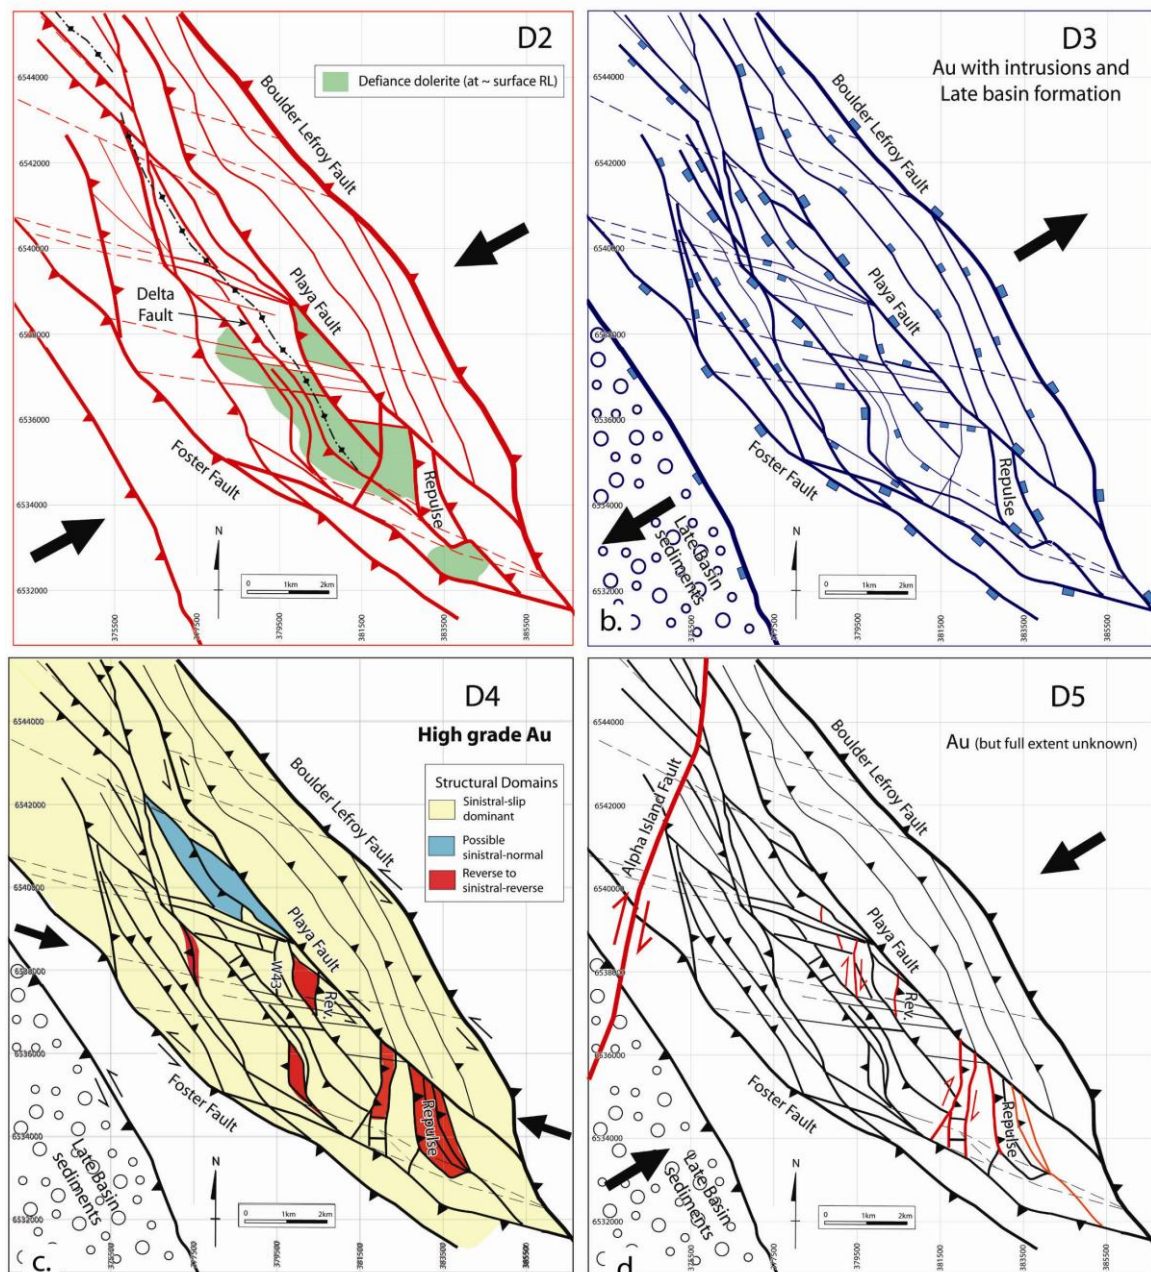 D2
Defiance dolerite (at ~ surface RL)
Boulder Lefroy Fault
Playa Fault
Delta
Fault
Foster Fault
Repulse
N
0 1km 2km
6544000
6542000
6540000
6536000
6534000
6532000
375500
379500
381500
383500
385500
D3
Au with intrusions and
Late basin formation
Boulder Lefroy Fault
Playa Fault
Foster Fault
Repulse
Late Basin
sediments
N
0 1km 2km
b.
6544000
6542000
6540000
6536000
6534000
6532000
379500
381500
383500
385500
D4
High grade Au
Structural Domains
Sinistral-slip
dominant
Possible
sinistral-normal
Reverse to
sinistral-reverse
Boulder Lefroy Fault
Playa Fault
W43
Rev.
Foster Fault
Repulse
Late Basin
sediments
N
0 1km 2km
c.
6544000
6542000
6540000
6538000
6536000
6534000
6532000
379500
381500
383500
D5
Au (but full extent unknown)
Alpha Island Fault
Boulder Lefroy Fault
Playa Fault
Rev.
Foster Fault
Repulse
Late Basin
Sediments
N
0 1km 2km
d
6544000
6542000
6540000
6538000
6536000
6532000
379500
381500
383500
385500